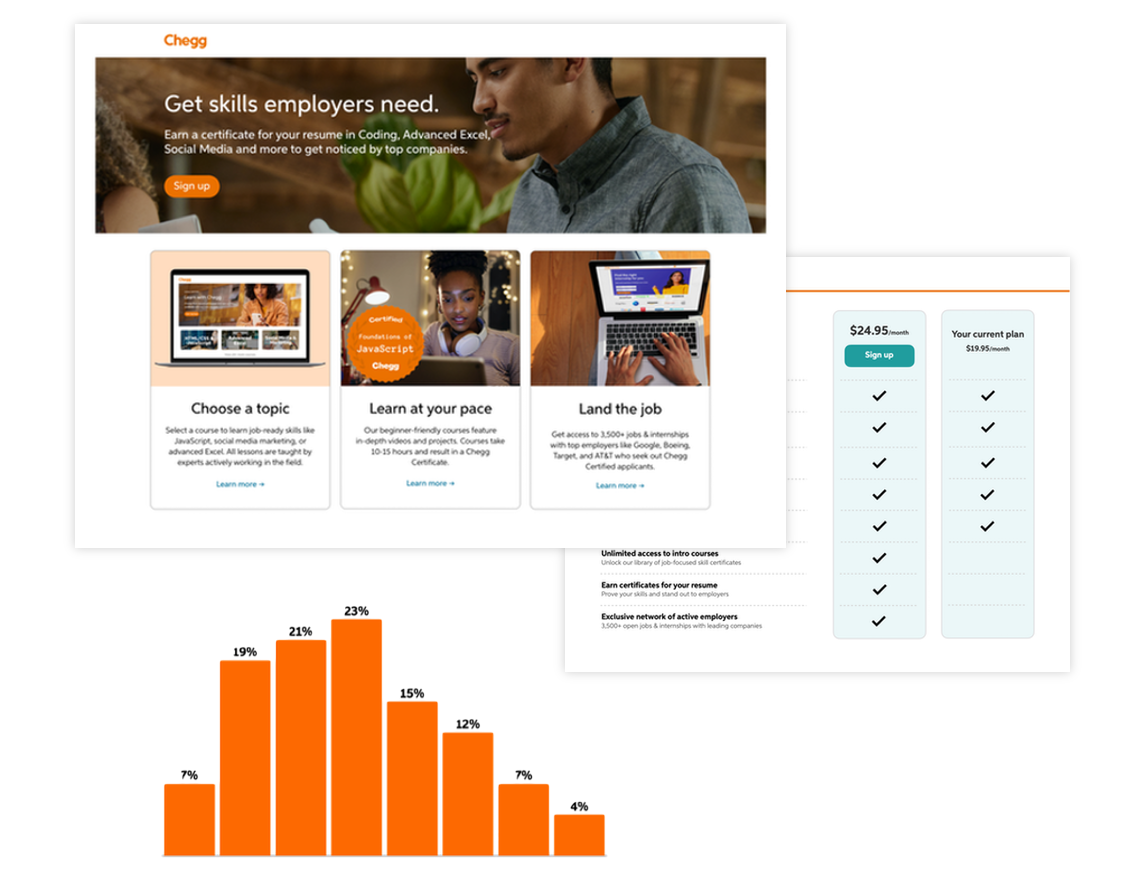 Chegg
Get skills employers need.
Earn a certificate for your resume in Coding, Advanced Excel,
Social Media and more to get noticed by top companies.
Sign up
Learn with Chegg
Certified
Foundations of
JavaScript
Chegg
Choose a topic
Select a course to learn job-ready skills like
JavaScript, social media marketing, or
advanced Excel. All lessons are taught by
experts actively working in the field.
Learn more →
Learn at your pace
Our beginner-friendly courses feature
in-depth videos and projects. Courses take
10-15 hours and result in a Chegg
Certificate.
Learn more →
Land the job
Get access to 3,500+ jobs & internships
with top employers like Google, Boeing,
Target, and AT&T who seek out Chegg
Certified applicants.
Learn more →
$24.95/month
Sign up
Your current plan
$19.95/month
Unlimited access to intro courses
Unlock our library of job-focused skill certificates
Earn certificates for your resume
Prove your skills and stand out to employers
Exclusive network of active employers
3,500+ open jobs & internships with leading companies
7%
19%
21%
23%
15%
12%
7%
4%